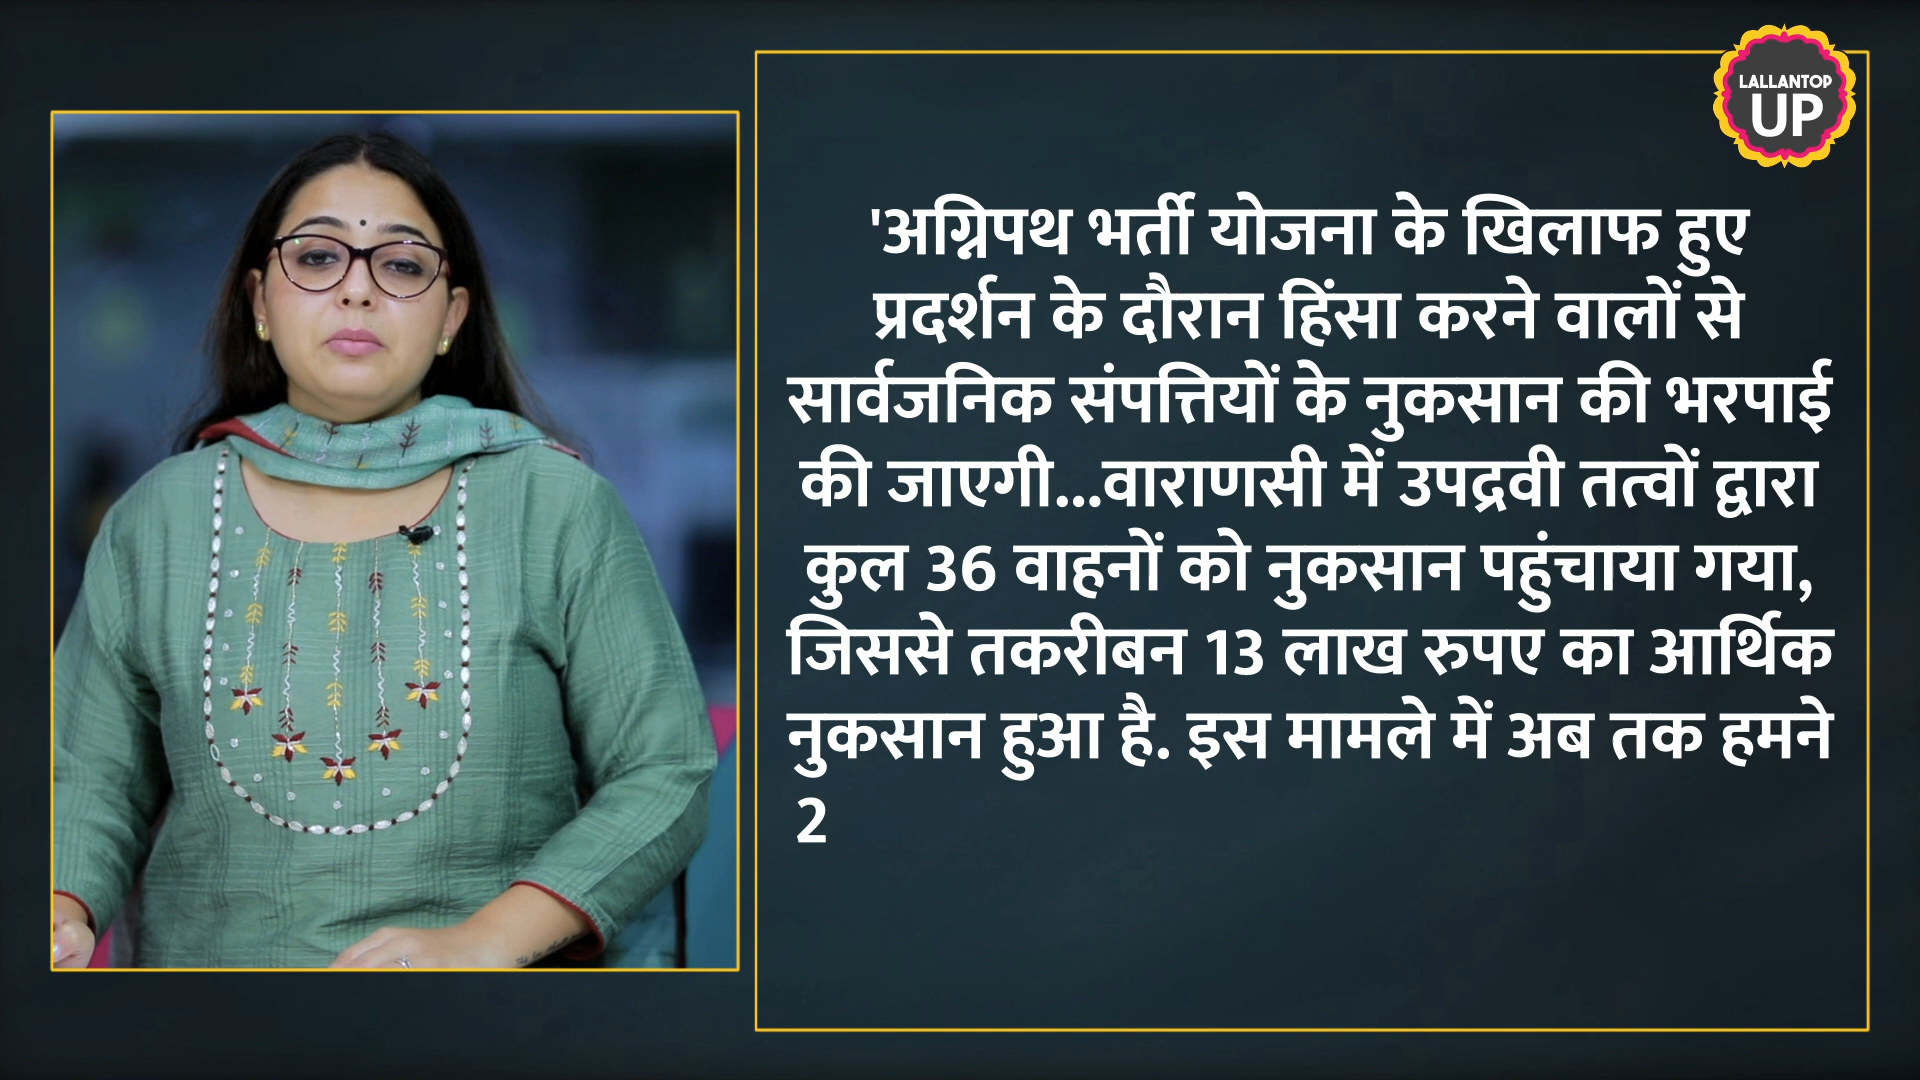 LALLANTOP
UP
'अग्निपथ भर्ती योजना के खिलाफ हुए
प्रदर्शन के दौरान हिंसा करने वालों से
सार्वजनिक संपत्तियों के नुकसान की भरपाई
की जाएगी...वाराणसी में उपद्रवी तत्वों द्वारा
कुल 36 वाहनों को नुकसान पहुंचाया गया,
जिससे तकरीबन 13 लाख रुपए का आर्थिक
नुकसान हुआ है. इस मामले में अब तक हमने
2